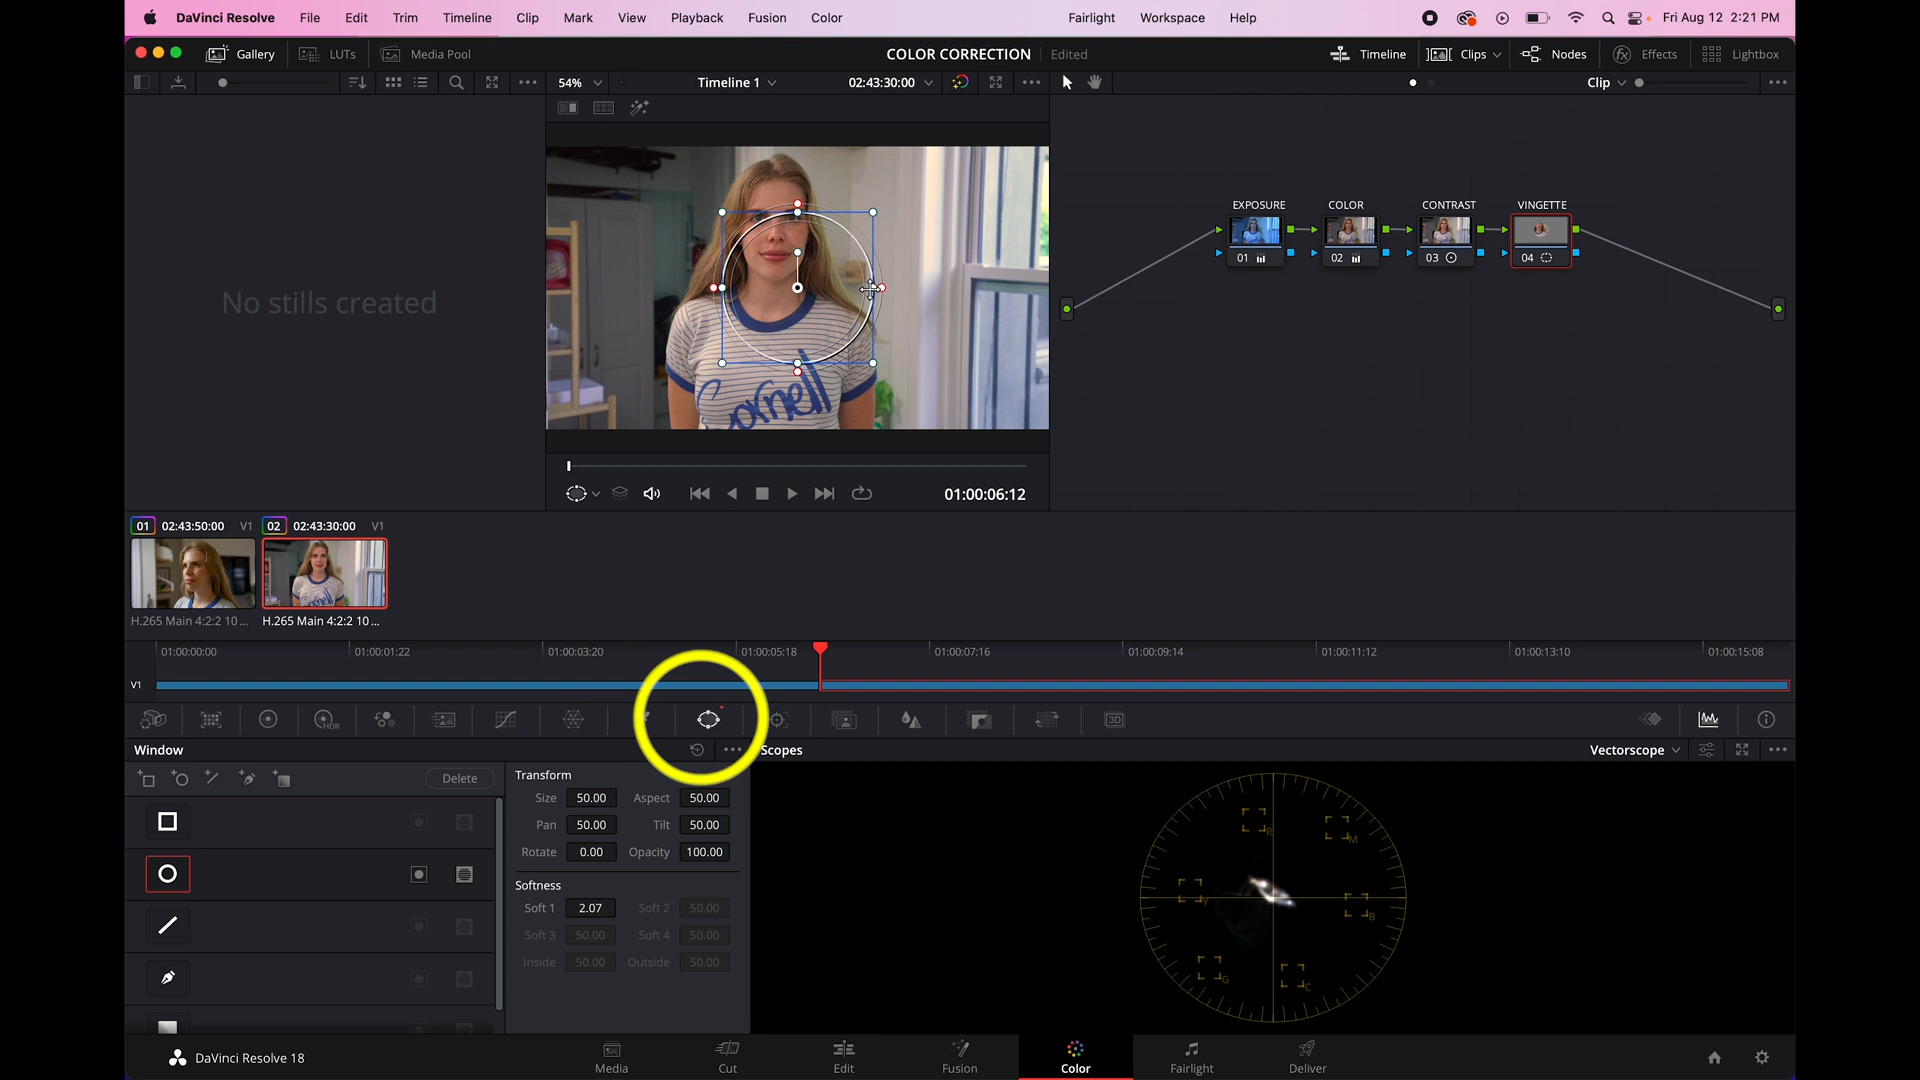 DaVinci Resolve File Edit Trim Timeline Clip Mark View Playback Fusion Color Fairlight Workspace Help Fri Aug 12 2:21 PM
Gallery LUTs Media Pool COLOR CORRECTION Edited Timeline Clips Nodes Effects Lightbox
54% Timeline 1 02:43:30:00 Clip
No stills created
Cornell
EXPOSURE COLOR CONTRAST VINGETTE
01 02 03 04
01:00:06:12
01 02:43:50:00 V1 02 02:43:30:00 V1
H.265 Main 4:2:2 10... H.265 Main 4:2:2 10...
01:00:00:00 01:00:01:22 01:00:03:20 01:00:05:18 01:00:07:16 01:00:09:14 01:00:11:12 01:00:13:10 01:00:15:08
V1
HDR 3D
Window Scopes Vectorscope
Delete
Transform
Size 50.00 Aspect 50.00
Pan 50.00 Tilt 50.00
Rotate 0.00 Opacity 100.00
Softness
Soft 1 2.07 Soft 2 50.00
Soft 3 50.00 Soft 4 50.00
Inside 50.00 Outside 50.00
R M
Y B
G C
DaVinci Resolve 18 Media Cut Edit Fusion Color Fairlight Deliver